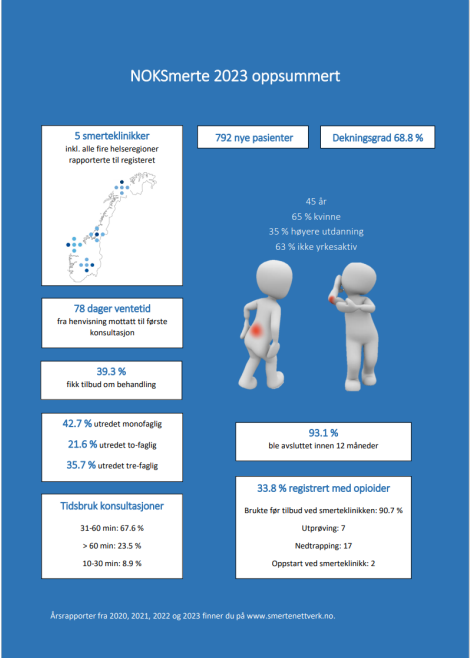 NOKSmerte 2023 oppsummert
5 smerteklinikker
inkl. alle fire helseregioner
rapporterte til registeret
792 nye pasienter
Dekningsgrad 68.8 %
45 år
65 % kvinne
35 % høyere utdanning
63 % ikke yrkesaktiv
78 dager ventetid
fra henvisning mottatt til første
konsultasjon
39.3 %
fikk tilbud om behandling
42.7 % utredet monofaglig
21.6 % utredet to-faglig
35.7 % utredet tre-faglig
93.1 %
ble avsluttet innen 12 måneder
Tidsbruk konsultasjoner
31-60 min: 67.6 %
> 60 min: 23.5 %
10-30 min: 8.9 %
33.8 % registrert med opioider
Brukte før tilbud ved smerteklinikken: 90.7 %
Utprøving: 7
Nedtrapping: 17
Oppstart ved smerteklinikk: 2
Årsrapporter fra 2020, 2021, 2022 og 2023 finner du på www.smertenettverk.no.